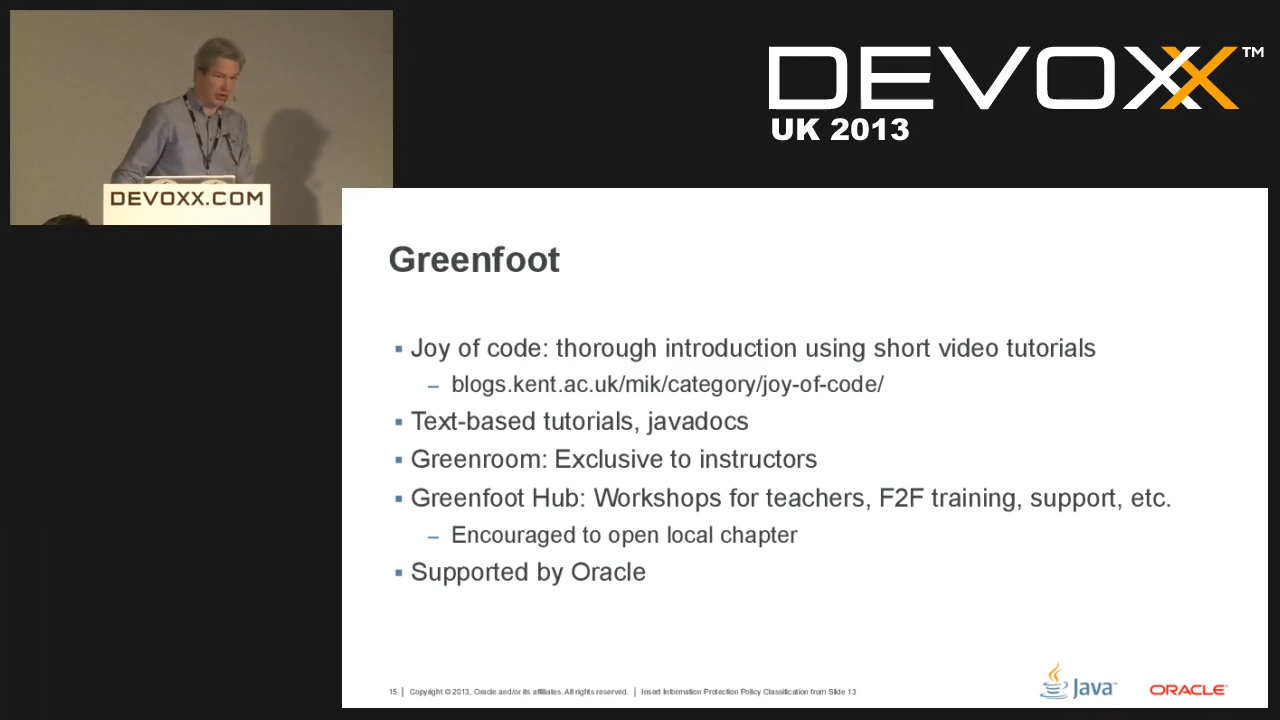 DEVOXX™
UK 2013
DEVOXX.COM
Greenfoot
▪ Joy of code: thorough introduction using short video tutorials
– blogs.kent.ac.uk/mik/category/joy-of-code/
▪ Text-based tutorials, javadocs
▪ Greenroom: Exclusive to instructors
▪ Greenfoot Hub: Workshops for teachers, F2F training, support, etc.
– Encouraged to open local chapter
▪ Supported by Oracle
15 | Copyright © 2013, Oracle and/or its affiliates. All rights reserved. | Insert Information Protection Policy Classification from Slide 13
Java™
ORACLE®